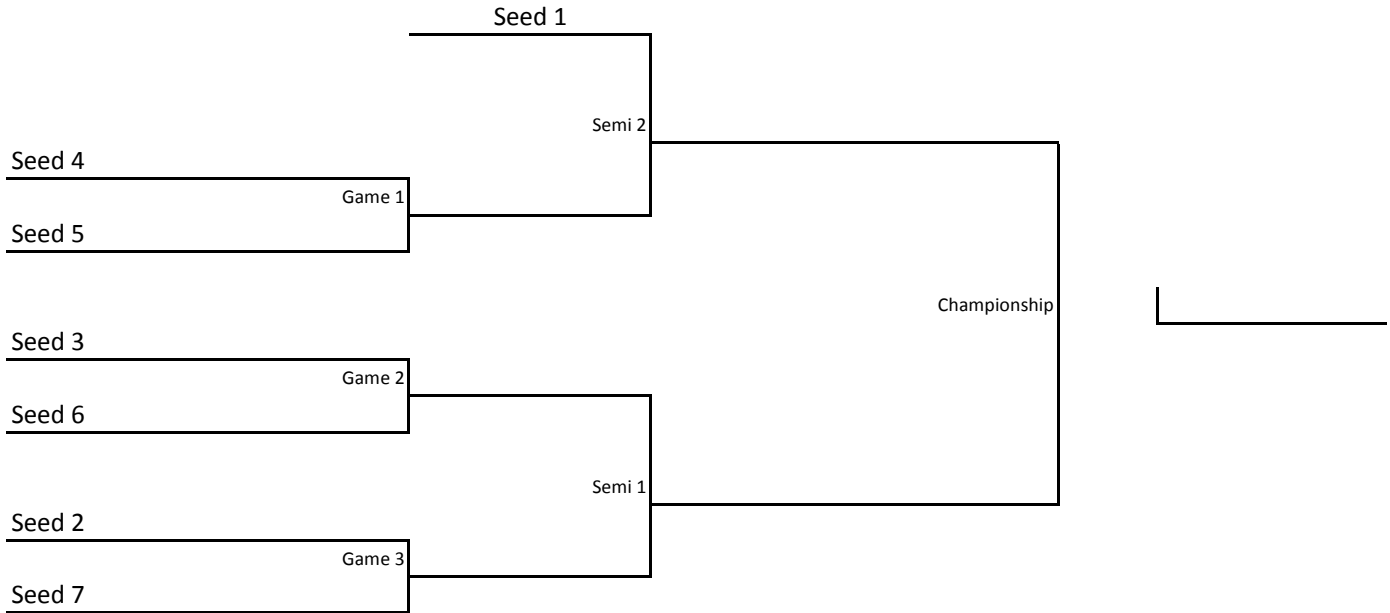 Seed 1
Semi 2
Seed 4
Game 1
Seed 5
Championship
Seed 3
Game 2
Seed 6
Semi 1
Seed 2
Game 3
Seed 7